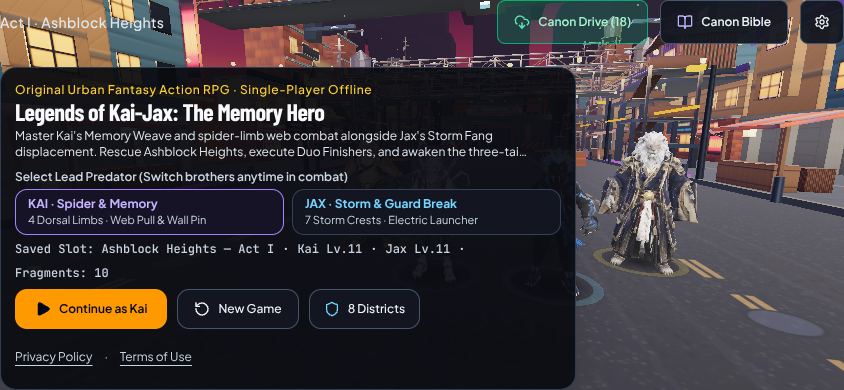 Act I · Ashblock Heights
Canon Drive (18)
Canon Bible
Original Urban Fantasy Action RPG · Single-Player Offline
Legends of Kai-Jax: The Memory Hero
Master Kai's Memory Weave and spider-limb web combat alongside Jax's Storm Fang
displacement. Rescue Ashblock Heights, execute Duo Finishers, and awaken the three-tai…
Select Lead Predator (Switch brothers anytime in combat)
KAI · Spider & Memory
4 Dorsal Limbs · Web Pull & Wall Pin
JAX · Storm & Guard Break
7 Storm Crests · Electric Launcher
Saved Slot: Ashblock Heights — Act I · Kai Lv.11 · Jax Lv.11 ·
Fragments: 10
Continue as Kai
New Game
8 Districts
Privacy Policy · Terms of Use